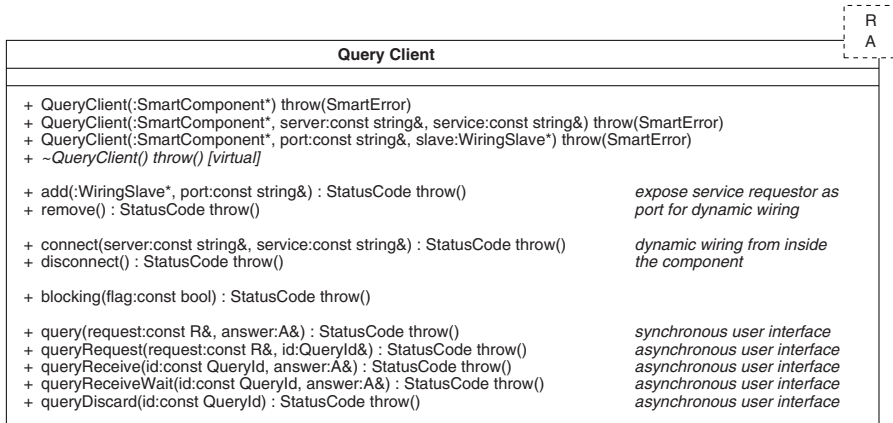 R
A
Query Client
+ QueryClient(:SmartComponent*) throw(SmartError)
+ QueryClient(:SmartComponent*, server:const string&, service:const string&) throw(SmartError)
+ QueryClient(:SmartComponent*, port:const string&, slave:WiringSlave*) throw(SmartError)
+ ~QueryClient() throw() [virtual]
+ add(:WiringSlave*, port:const string&) : StatusCode throw() expose service requestor as
+ remove() : StatusCode throw() port for dynamic wiring
+ connect(server:const string&, service:const string&) : StatusCode throw() dynamic wiring from inside
+ disconnect() : StatusCode throw() the component
+ blocking(flag:const bool) : StatusCode throw()
+ query(request:const R&, answer:A&) : StatusCode throw() synchronous user interface
+ queryRequest(request:const R&, id:QueryId&) : StatusCode throw() asynchronous user interface
+ queryReceive(id:const QueryId, answer:A&) : StatusCode throw() asynchronous user interface
+ queryReceiveWait(id:const QueryId, answer:A&) : StatusCode throw() asynchronous user interface
+ queryDiscard(id:const QueryId) : StatusCode throw() asynchronous user interface